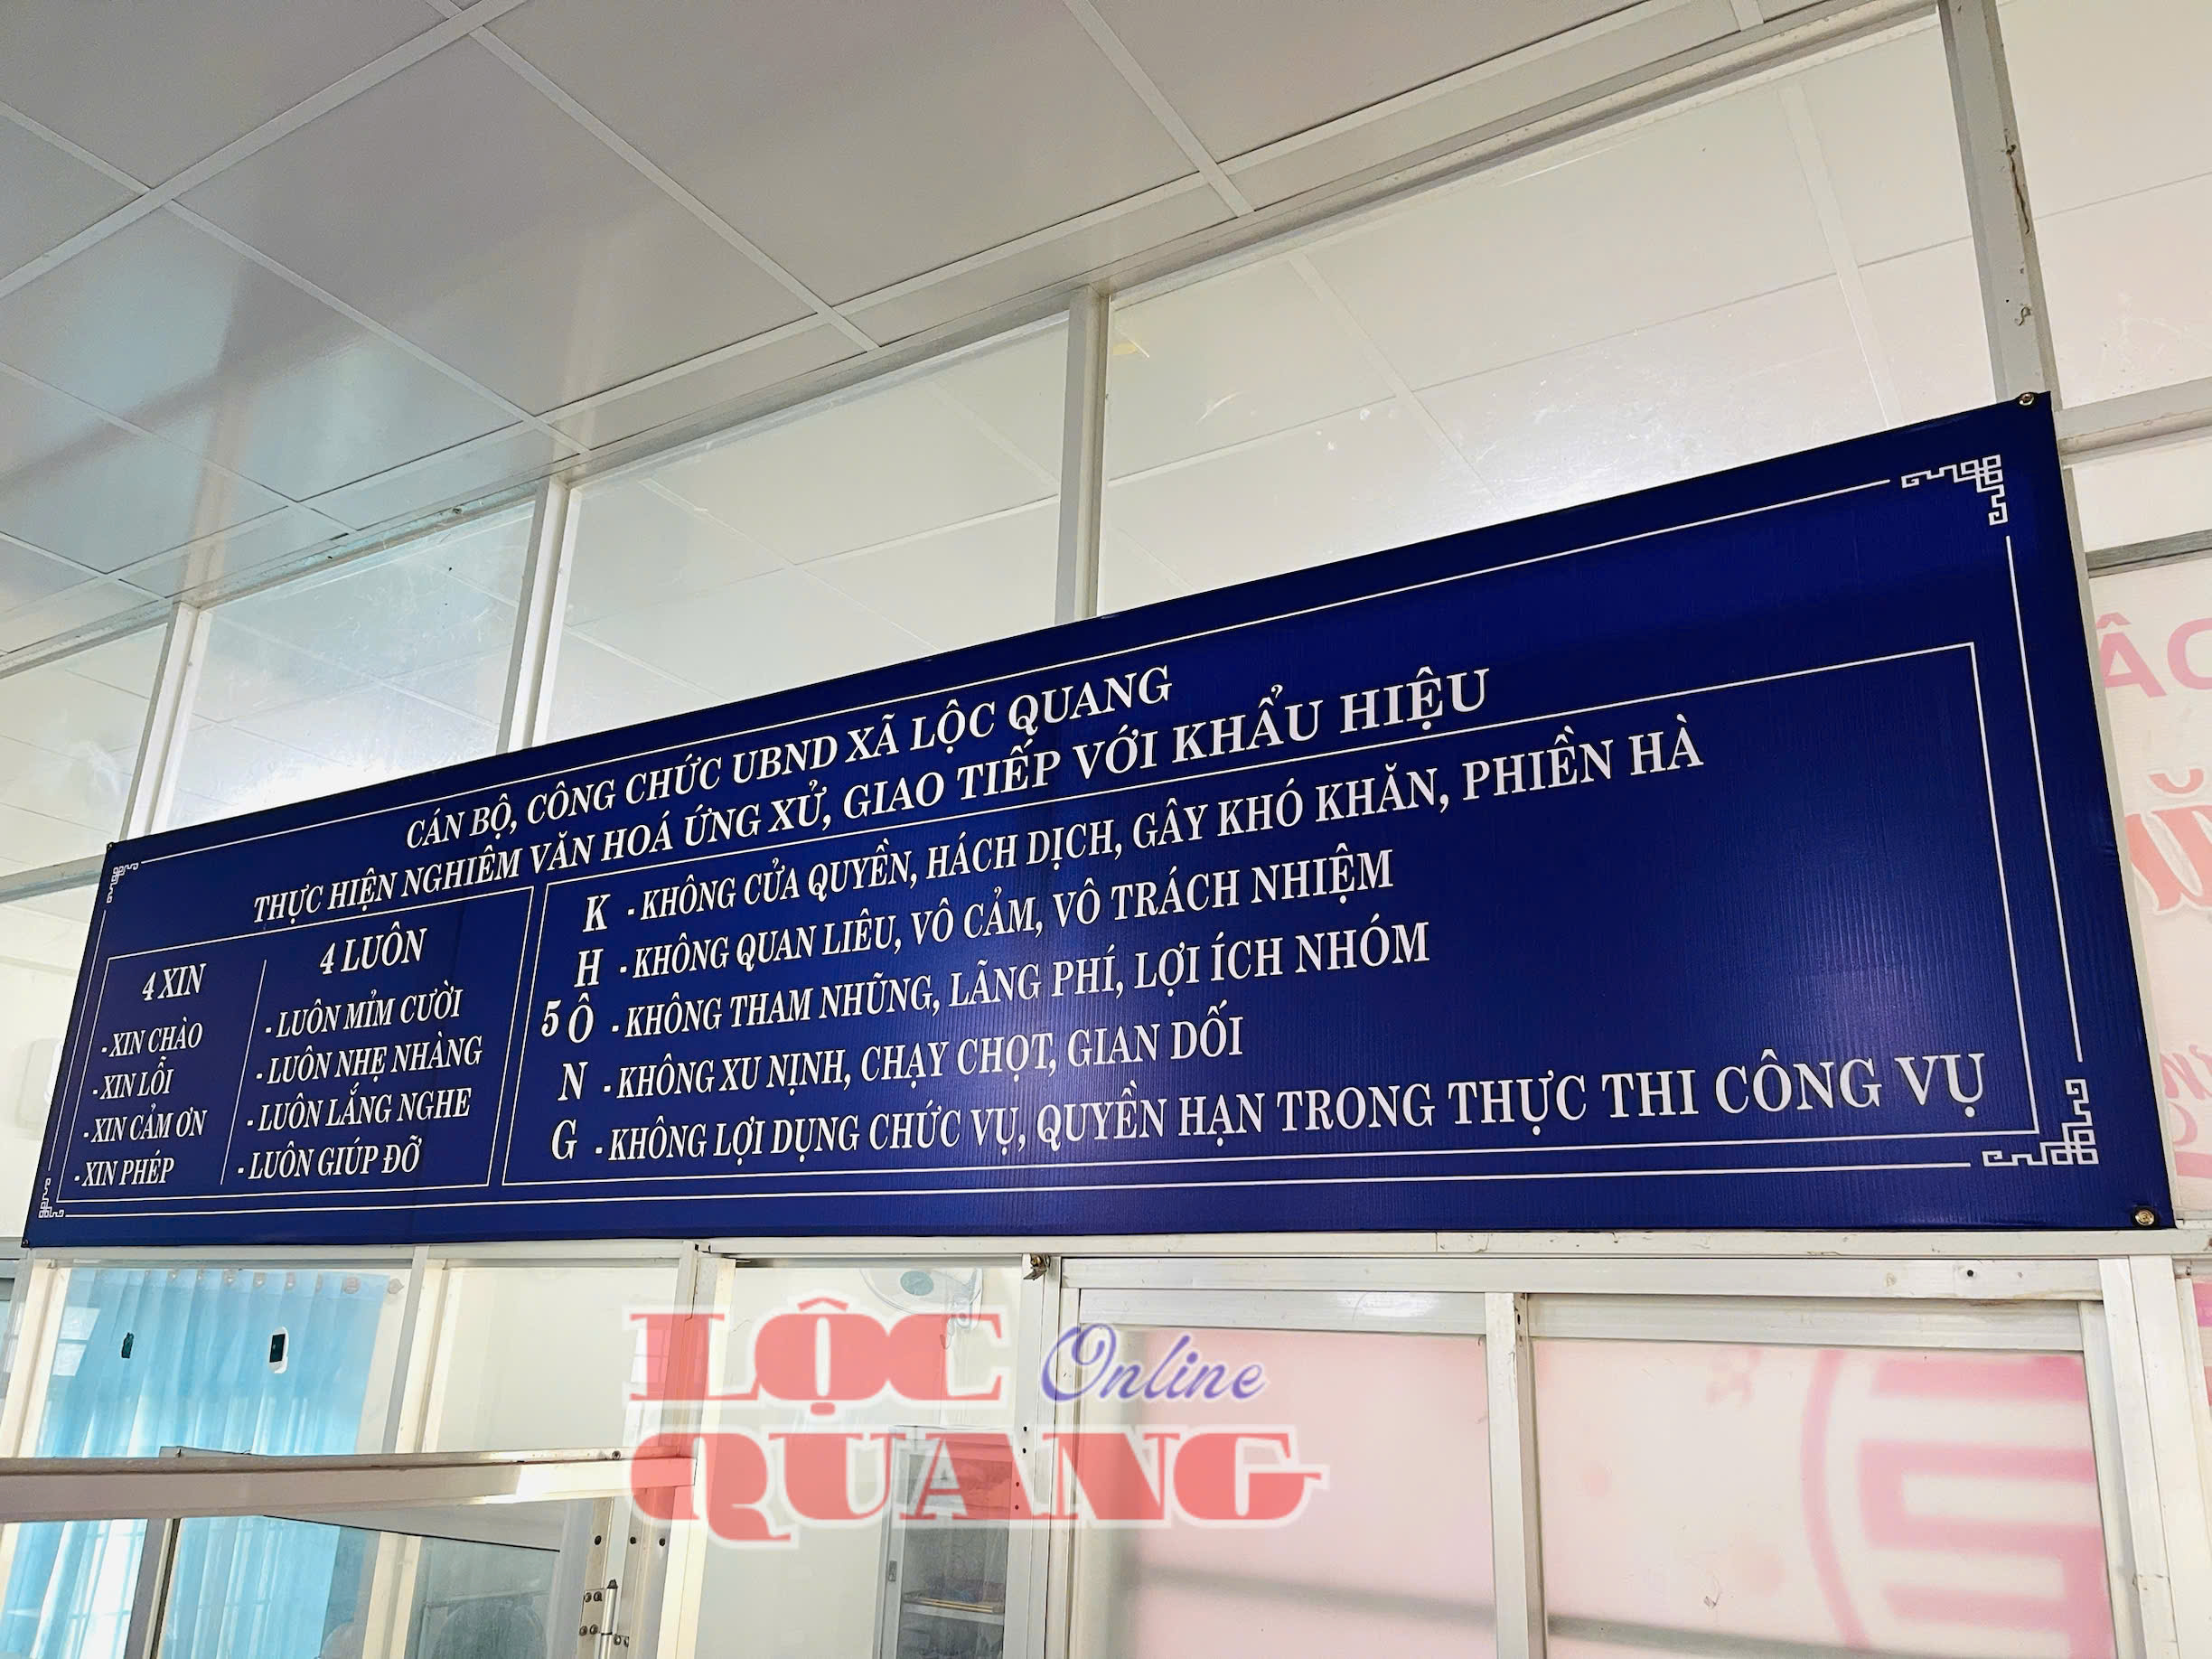 CÁN BỘ, CÔNG CHỨC UBND XÃ LỘC QUANG
THỰC HIỆN NGHIÊM VĂN HOÁ ỨNG XỬ, GIAO TIẾP VỚI KHẨU HIỆU
4 XIN
- XIN CHÀO
- XIN LỖI
- XIN CẢM ƠN
- XIN PHÉP
4 LUÔN
- LUÔN MỈM CƯỜI
- LUÔN NHẸ NHÀNG
- LUÔN LẮNG NGHE
- LUÔN GIÚP ĐỠ
K - KHÔNG CỬA QUYỀN, HÁCH DỊCH, GÂY KHÓ KHĂN, PHIỀN HÀ
H - KHÔNG QUAN LIÊU, VÔ CẢM, VÔ TRÁCH NHIỆM
5 Ô - KHÔNG THAM NHŨNG, LÃNG PHÍ, LỢI ÍCH NHÓM
N - KHÔNG XU NỊNH, CHẠY CHỌT, GIAN DỐI
G - KHÔNG LỢI DỤNG CHỨC VỤ, QUYỀN HẠN TRONG THỰC THI CÔNG VỤ
LỘC Online
QUANG